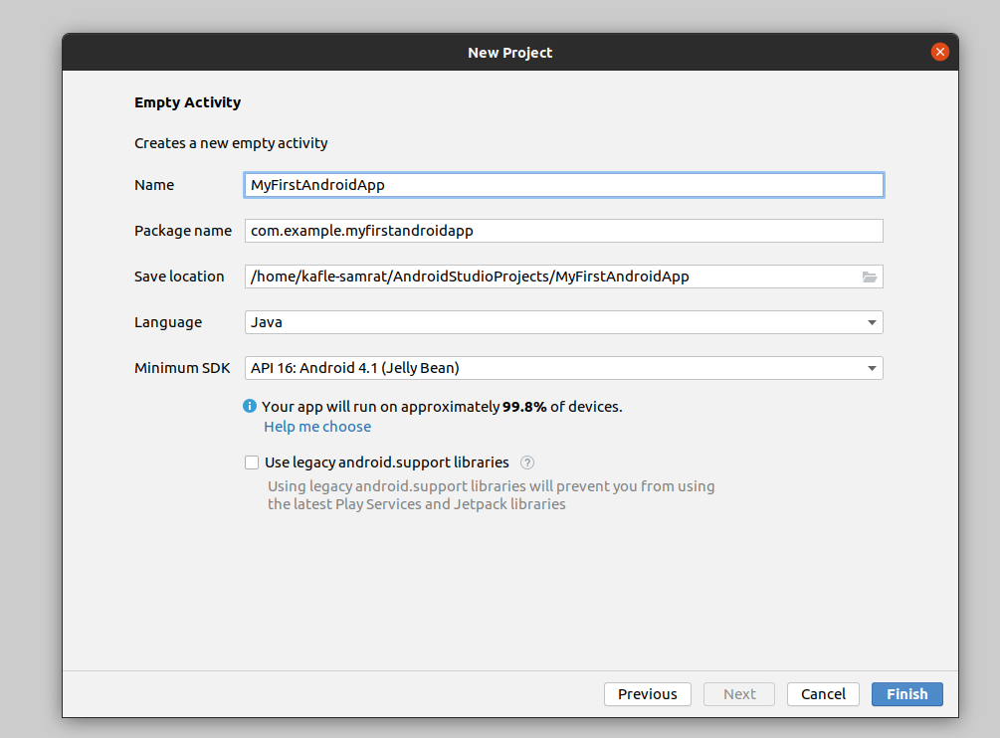 New Project
Empty Activity
Creates a new empty activity
Name MyFirstAndroidApp
Package name com.example.myfirstandroidapp
Save location /home/kafle-samrat/AndroidStudioProjects/MyFirstAndroidApp
Language Java
Minimum SDK API 16: Android 4.1 (Jelly Bean)
Your app will run on approximately 99.8% of devices.
Help me choose
Use legacy android.support libraries ?
Using legacy android.support libraries will prevent you from using
the latest Play Services and Jetpack libraries
Previous Next Cancel Finish